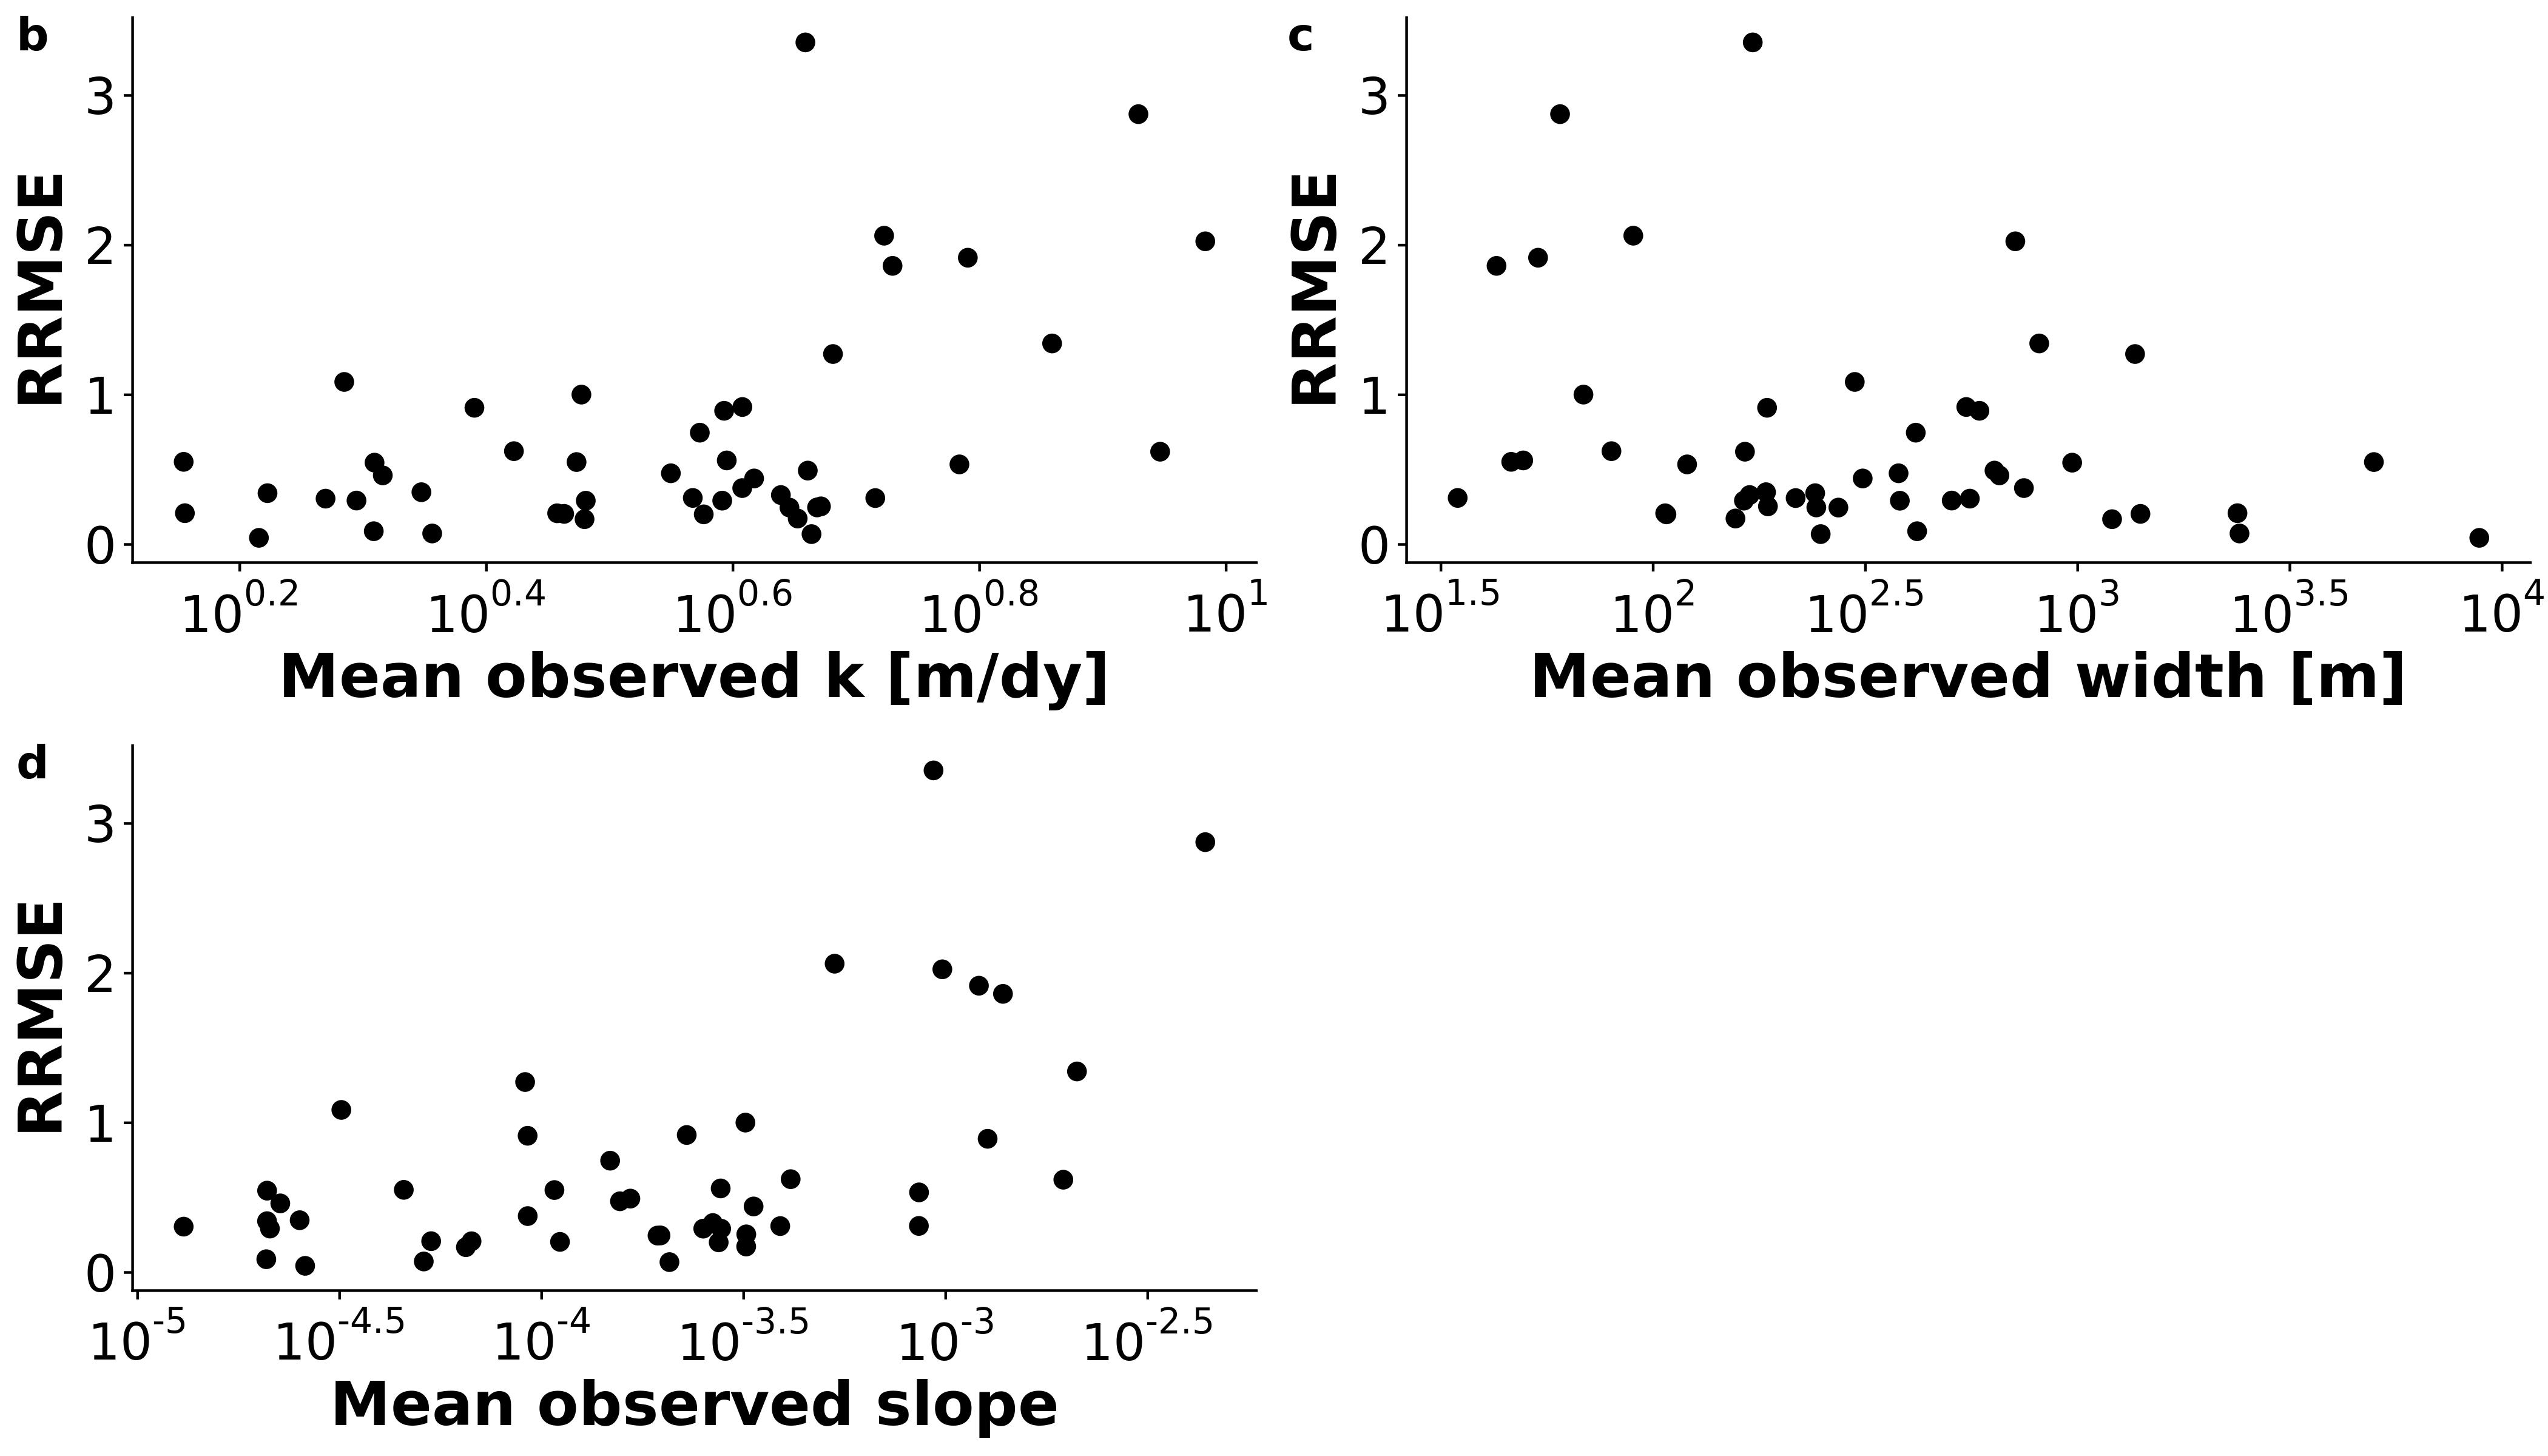 b
RRMSE
3
2
1
0
10^0.2 10^0.4 10^0.6 10^0.8 10^1
Mean observed k [m/dy]
c
RRMSE
3
2
1
0
10^1.5 10^2 10^2.5 10^3 10^3.5 10^4
Mean observed width [m]
d
RRMSE
3
2
1
0
10^-5 10^-4.5 10^-4 10^-3.5 10^-3 10^-2.5
Mean observed slope